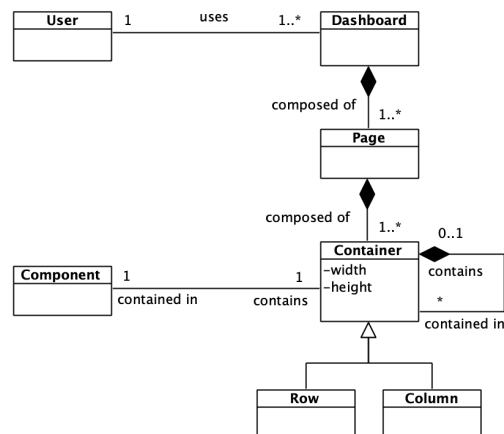 User
1
uses
1..*
Dashboard
composed of
1..*
Page
composed of
1..*
0..1
Container
-width
-height
contains
*
contained in
Component
1
contained in
1
contains
Row
Column